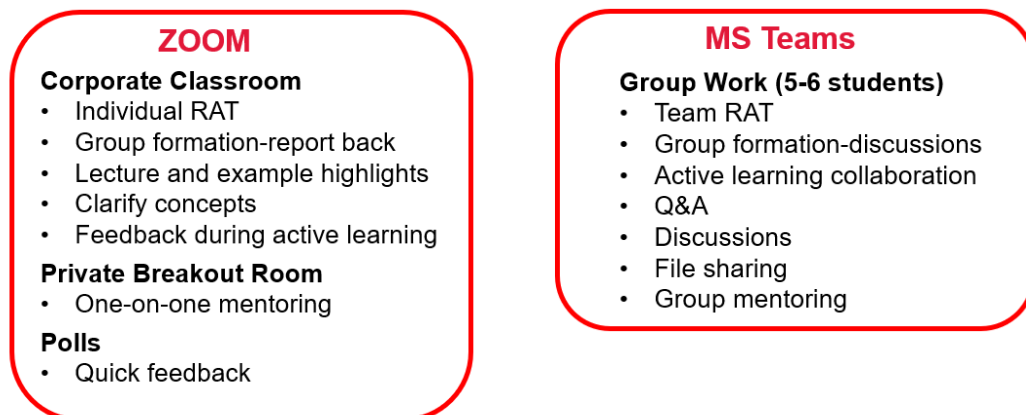 ZOOM
Corporate Classroom
• Individual RAT
• Group formation-report back
• Lecture and example highlights
• Clarify concepts
• Feedback during active learning
Private Breakout Room
• One-on-one mentoring
Polls
• Quick feedback
MS Teams
Group Work (5-6 students)
• Team RAT
• Group formation-discussions
• Active learning collaboration
• Q&A
• Discussions
• File sharing
• Group mentoring